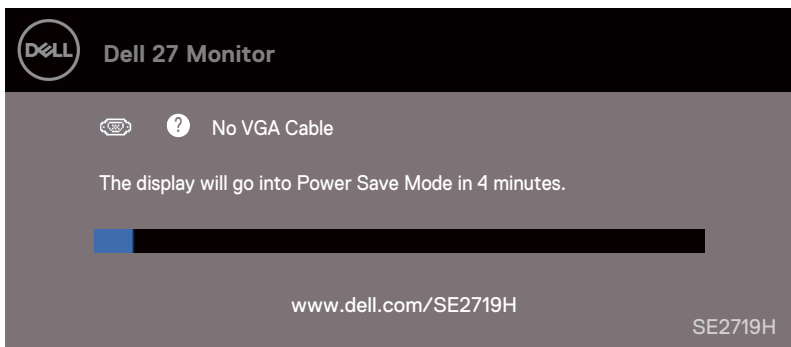 DELL
Dell 27 Monitor
? No VGA Cable
The display will go into Power Save Mode in 4 minutes.
www.dell.com/SE2719H
SE2719H